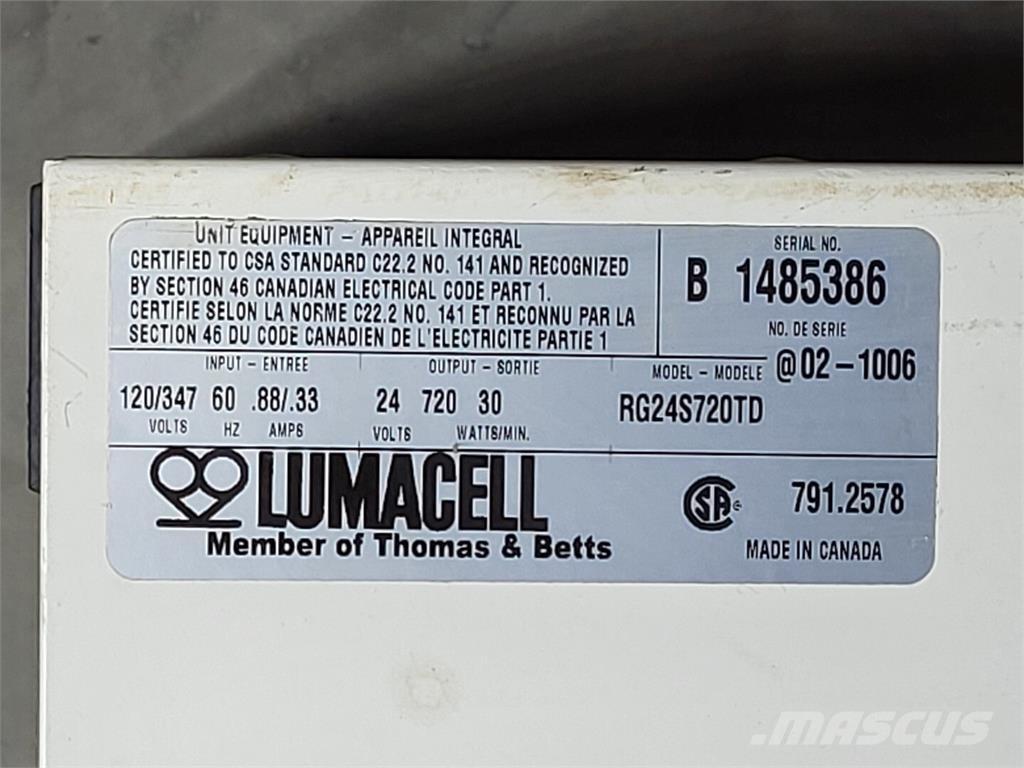 UNIT EQUIPMENT - APPAREIL INTEGRAL
CERTIFIED TO CSA STANDARD C22.2 NO. 141 AND RECOGNIZED
BY SECTION 46 CANADIAN ELECTRICAL CODE PART 1.
CERTIFIE SELON LA NORME C22.2 NO. 141 ET RECONNU PAR LA
SECTION 46 DU CODE CANADIEN DE L'ELECTRICITE PARTIE 1
SERIAL NO.
B 1485386
NO. DE SERIE
INPUT - ENTREE
120/347 60 .88/.33
VOLTS HZ AMPS
OUTPUT - SORTIE
24 720 30
VOLTS WATTS/MIN.
MODEL - MODELE @02-1006
RG24S720TD
LUMACELL
Member of Thomas & Betts
CSA
791.2578
MADE IN CANADA
MASCUS